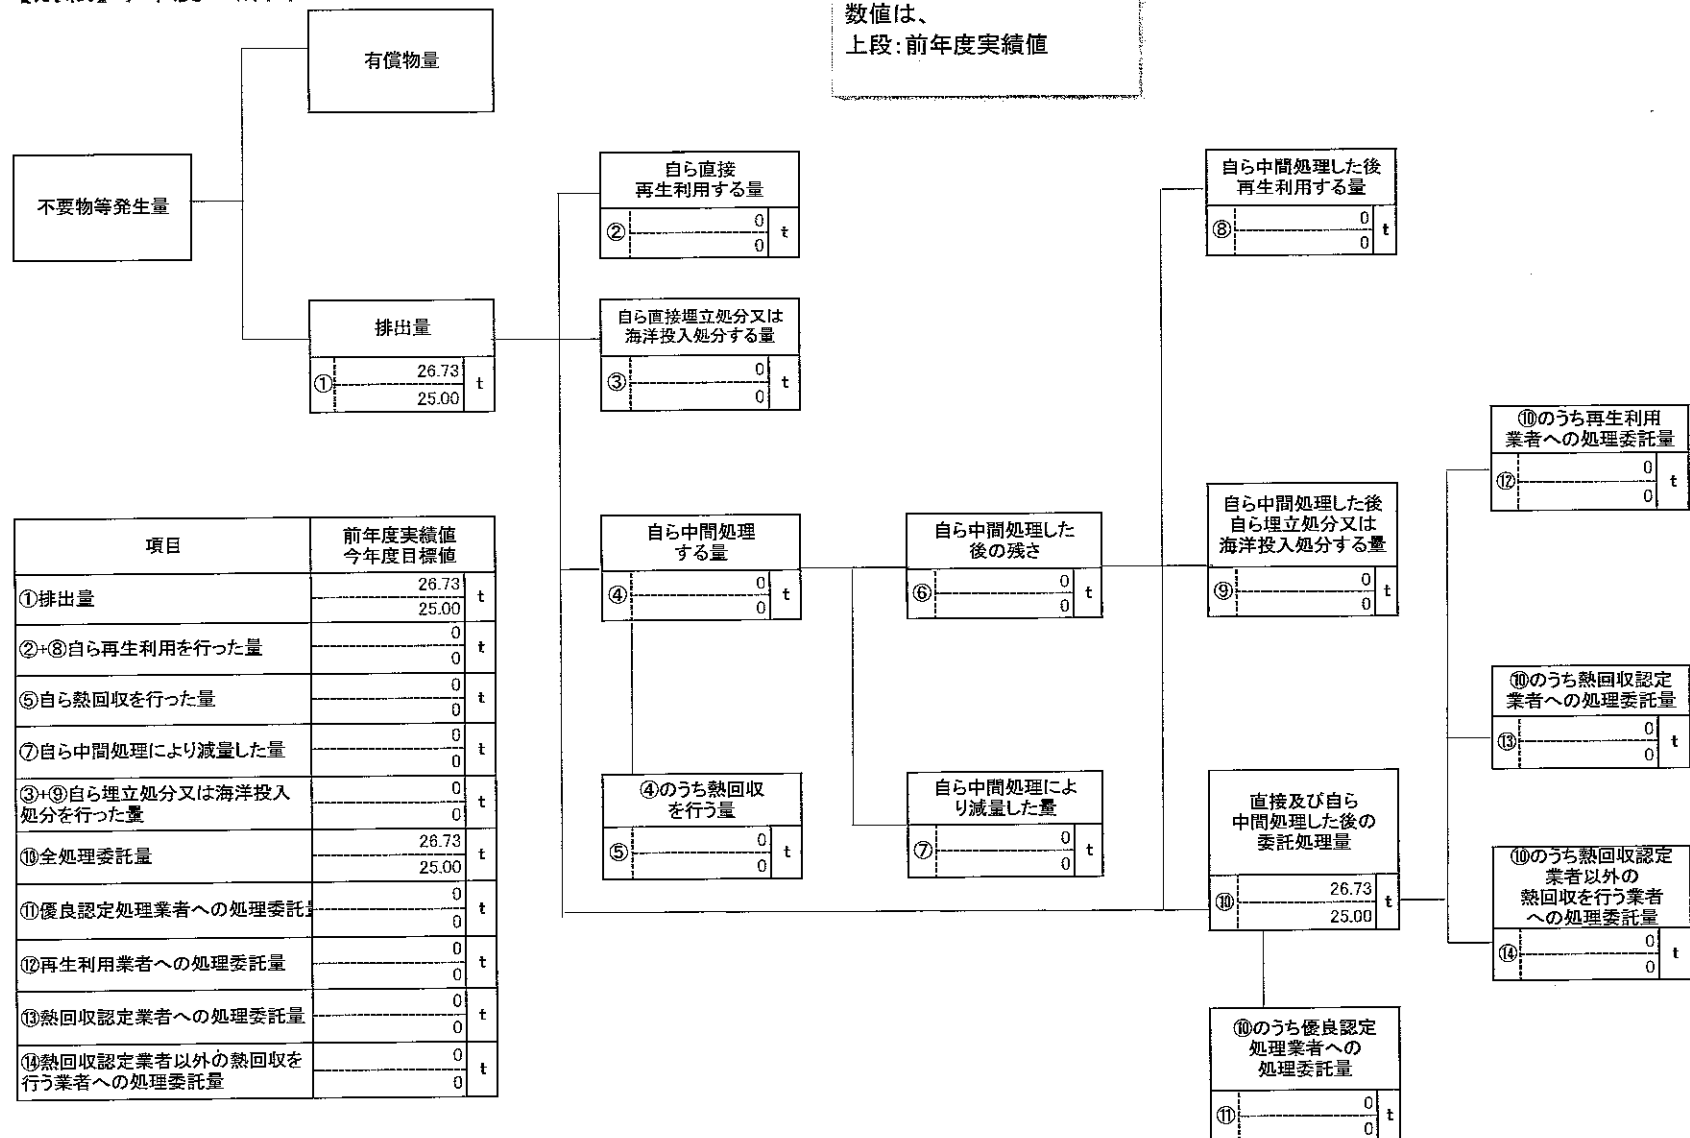 数値は、
上段:前年度実績値
有償物量
不要物等発生量
排出量
① 26.73 t
25.00
自ら直接
再生利用する量
② 0 t
0
自ら直接埋立処分又は
海洋投入処分する量
③ 0 t
0
自ら中間処理
する量
④ 0 t
0
④のうち熱回収
を行う量
⑤ 0 t
0
自ら中間処理した
後の残さ
⑥ 0 t
0
自ら中間処理によ
り減量した量
⑦ 0 t
0
自ら中間処理した後
再生利用する量
⑧ 0 t
0
自ら中間処理した後
自ら埋立処分又は
海洋投入処分する量
⑨ 0 t
0
直接及び自ら
中間処理した後の
委託処理量
⑩ 26.73 t
25.00
⑩のうち優良認定
処理業者への
処理委託量
⑪ 0 t
0
⑩のうち再生利用
業者への処理委託量
⑫ 0 t
0
⑩のうち熱回収認定
業者への処理委託量
⑬ 0 t
0
⑩のうち熱回収認定
業者以外の
熱回収を行う業者
への処理委託量
⑭ 0 t
0
項目 前年度実績値
今年度目標値
①排出量 26.73 t
25.00
②+⑧自ら再生利用を行った量 0 t
0
⑤自ら熱回収を行った量 0 t
0
⑦自ら中間処理により減量した量 0 t
0
③+⑨自ら埋立処分又は海洋投入
処分を行った量 0 t
0
⑩全処理委託量 26.73 t
25.00
⑪優良認定処理業者への処理委託 0 t
0
⑫再生利用業者への処理委託量 0 t
0
⑬熱回収認定業者への処理委託量 0 t
0
⑭熱回収認定業者以外の熱回収を
行う業者への処理委託量 0 t
0